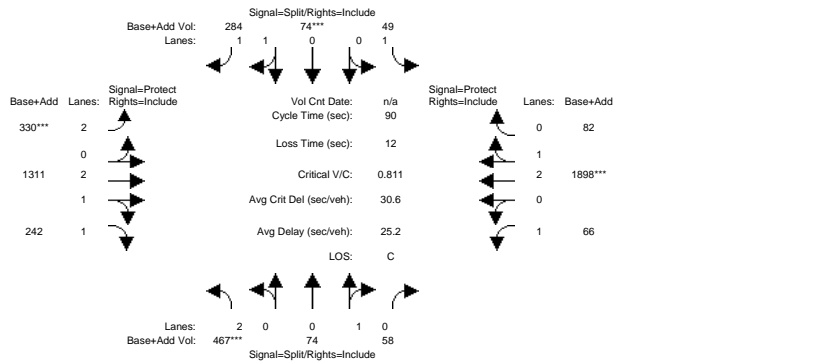 Signal=Split/Rights=Include
Base+Add Vol: 284 74*** 49
Lanes: 1 1 0 0 1
Signal=Protect Signal=Protect
Base+Add Lanes: Rights=Include Vol Cnt Date: n/a Rights=Include Lanes: Base+Add
Cycle Time (sec): 90
330*** 2 0 82
Loss Time (sec): 12
0 1
1311 2 Critical V/C: 0.811 2 1898***
1 Avg Crit Del (sec/veh): 30.6 0
242 1 Avg Delay (sec/veh): 25.2 1 66
LOS: C
Lanes: 2 0 0 1 0
Base+Add Vol: 467*** 74 58
Signal=Split/Rights=Include